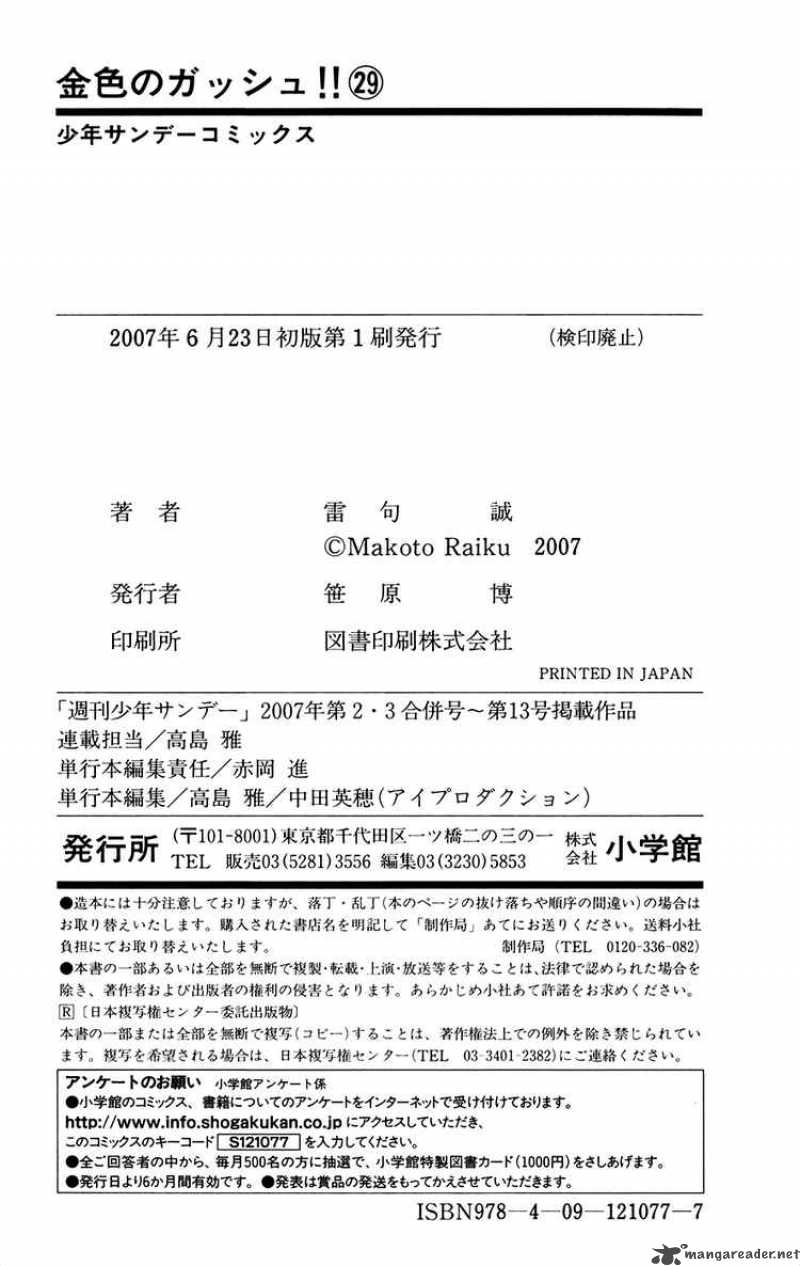 金色のガッシュ!!㉙
少年サンデーコミックス
2007年6月23日初版第1刷発行 (検印廃止)
著 者 雷 句 誠
©Makoto Raiku 2007
発行者 笹 原 博
印刷所 図書印刷株式会社
PRINTED IN JAPAN
「週刊少年サンデー」2007年第2・3合併号～第13号掲載作品
連載担当／高島 雅
単行本編集責任／赤岡 進
単行本編集／高島 雅／中田英穂(アイプロダクション)
発行所 (〒101-8001)東京都千代田区一ツ橋二の三の一 株式会社 小学館
TEL 販売03(5281)3556 編集03(3230)5853
●造本には十分注意しておりますが、落丁・乱丁(本のページの抜け落ちや順序の間違い)の場合は
お取り替えいたします。購入された書店名を明記して「制作局」あてにお送りください。送料小社
負担にてお取り替えいたします。 制作局(TEL 0120-336-082)
●本書の一部あるいは全部を無断で複製・転載・上演・放送等をすることは、法律で認められた場合を
除き、著作者および出版者の権利の侵害となります。あらかじめ小社あて許諾をお求めください。
R〔日本複写権センター委託出版物〕
本書の一部または全部を無断で複写(コピー)することは、著作権法上での例外を除き禁じられてい
ます。複写を希望される場合は、日本複写権センター(TEL 03-3401-2382)にご連絡ください。
アンケートのお願い 小学館アンケート係
●小学館のコミックス、書籍についてのアンケートをインターネットで受け付けております。
http://www.info.shogakukan.co.jp にアクセスしていただき、
このコミックスのキーコード S121077 を入力してください。
●全ご回答者の中から、毎月500名の方に抽選で、小学館特製図書カード(1000円)をさしあげます。
●発行日より6か月間有効です。●発表は賞品の発送をもってかえさせていただきます。
ISBN978-4-09-121077-7
mangareader.net